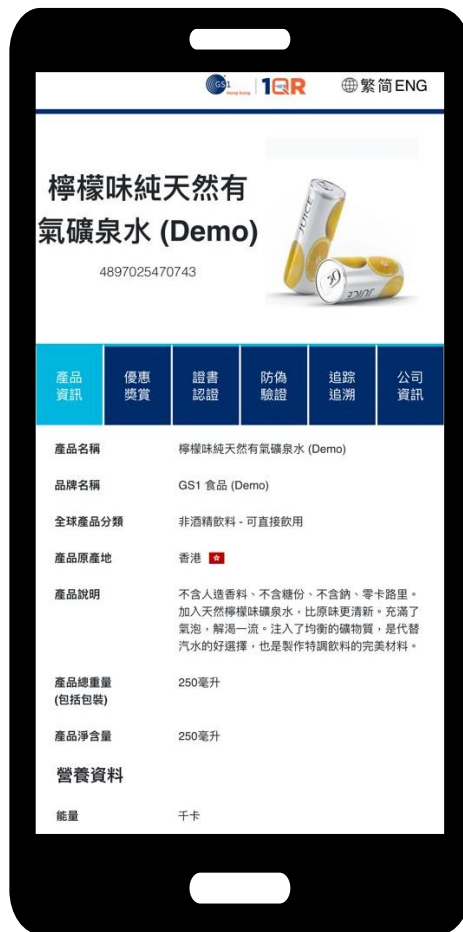 GS1
Hong Kong
1QR
繁 简 ENG
檸檬味純天然有
氣礦泉水 (Demo)
4897025470743
JUICE
JUICE
產品
資訊
優惠
獎賞
證書
認證
防偽
驗證
追踪
追溯
公司
資訊
產品名稱
檸檬味純天然有氣礦泉水 (Demo)
品牌名稱
GS1 食品 (Demo)
全球產品分類
非酒精飲料 - 可直接飲用
產品原產地
香港
產品說明
不含人造香料、不含糖份、不含鈉、零卡路里。
加入天然檸檬味礦泉水，比原味更清新。充滿了
氣泡，解渴一流。注入了均衡的礦物質，是代替
汽水的好選擇，也是製作特調飲料的完美材料。
產品總重量
(包括包裝)
250毫升
產品淨含量
250毫升
營養資料
能量
千卡